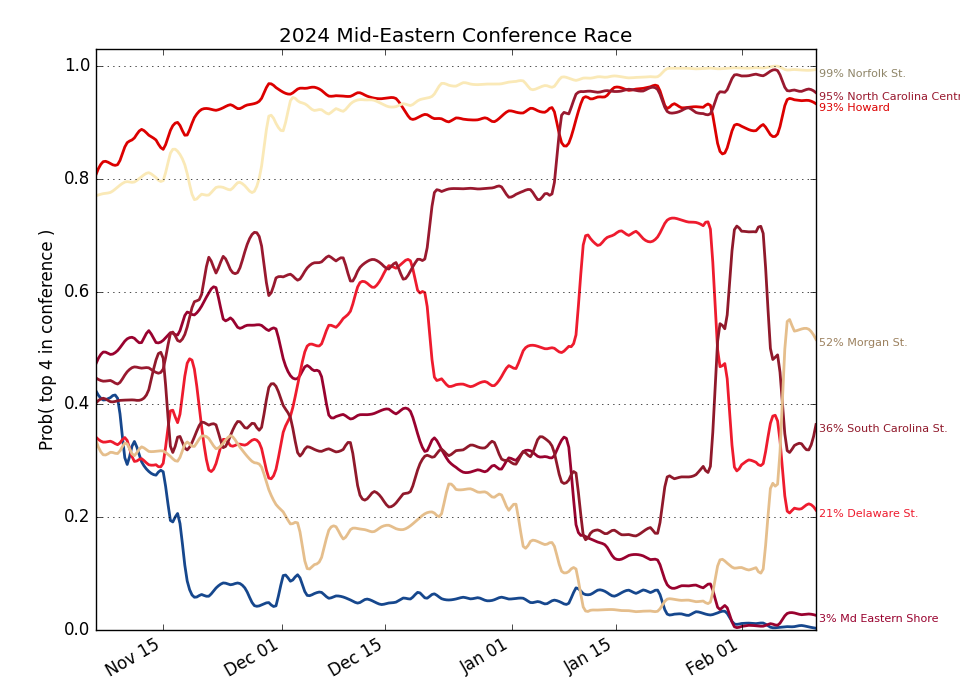 2024 Mid-Eastern Conference Race
Prob( top 4 in conference )
1.0
0.8
0.6
0.4
0.2
0.0
Nov 15
Dec 01
Dec 15
Jan 01
Jan 15
Feb 01
99% Norfolk St.
95% North Carolina Centr
93% Howard
52% Morgan St.
36% South Carolina St.
21% Delaware St.
3% Md Eastern Shore